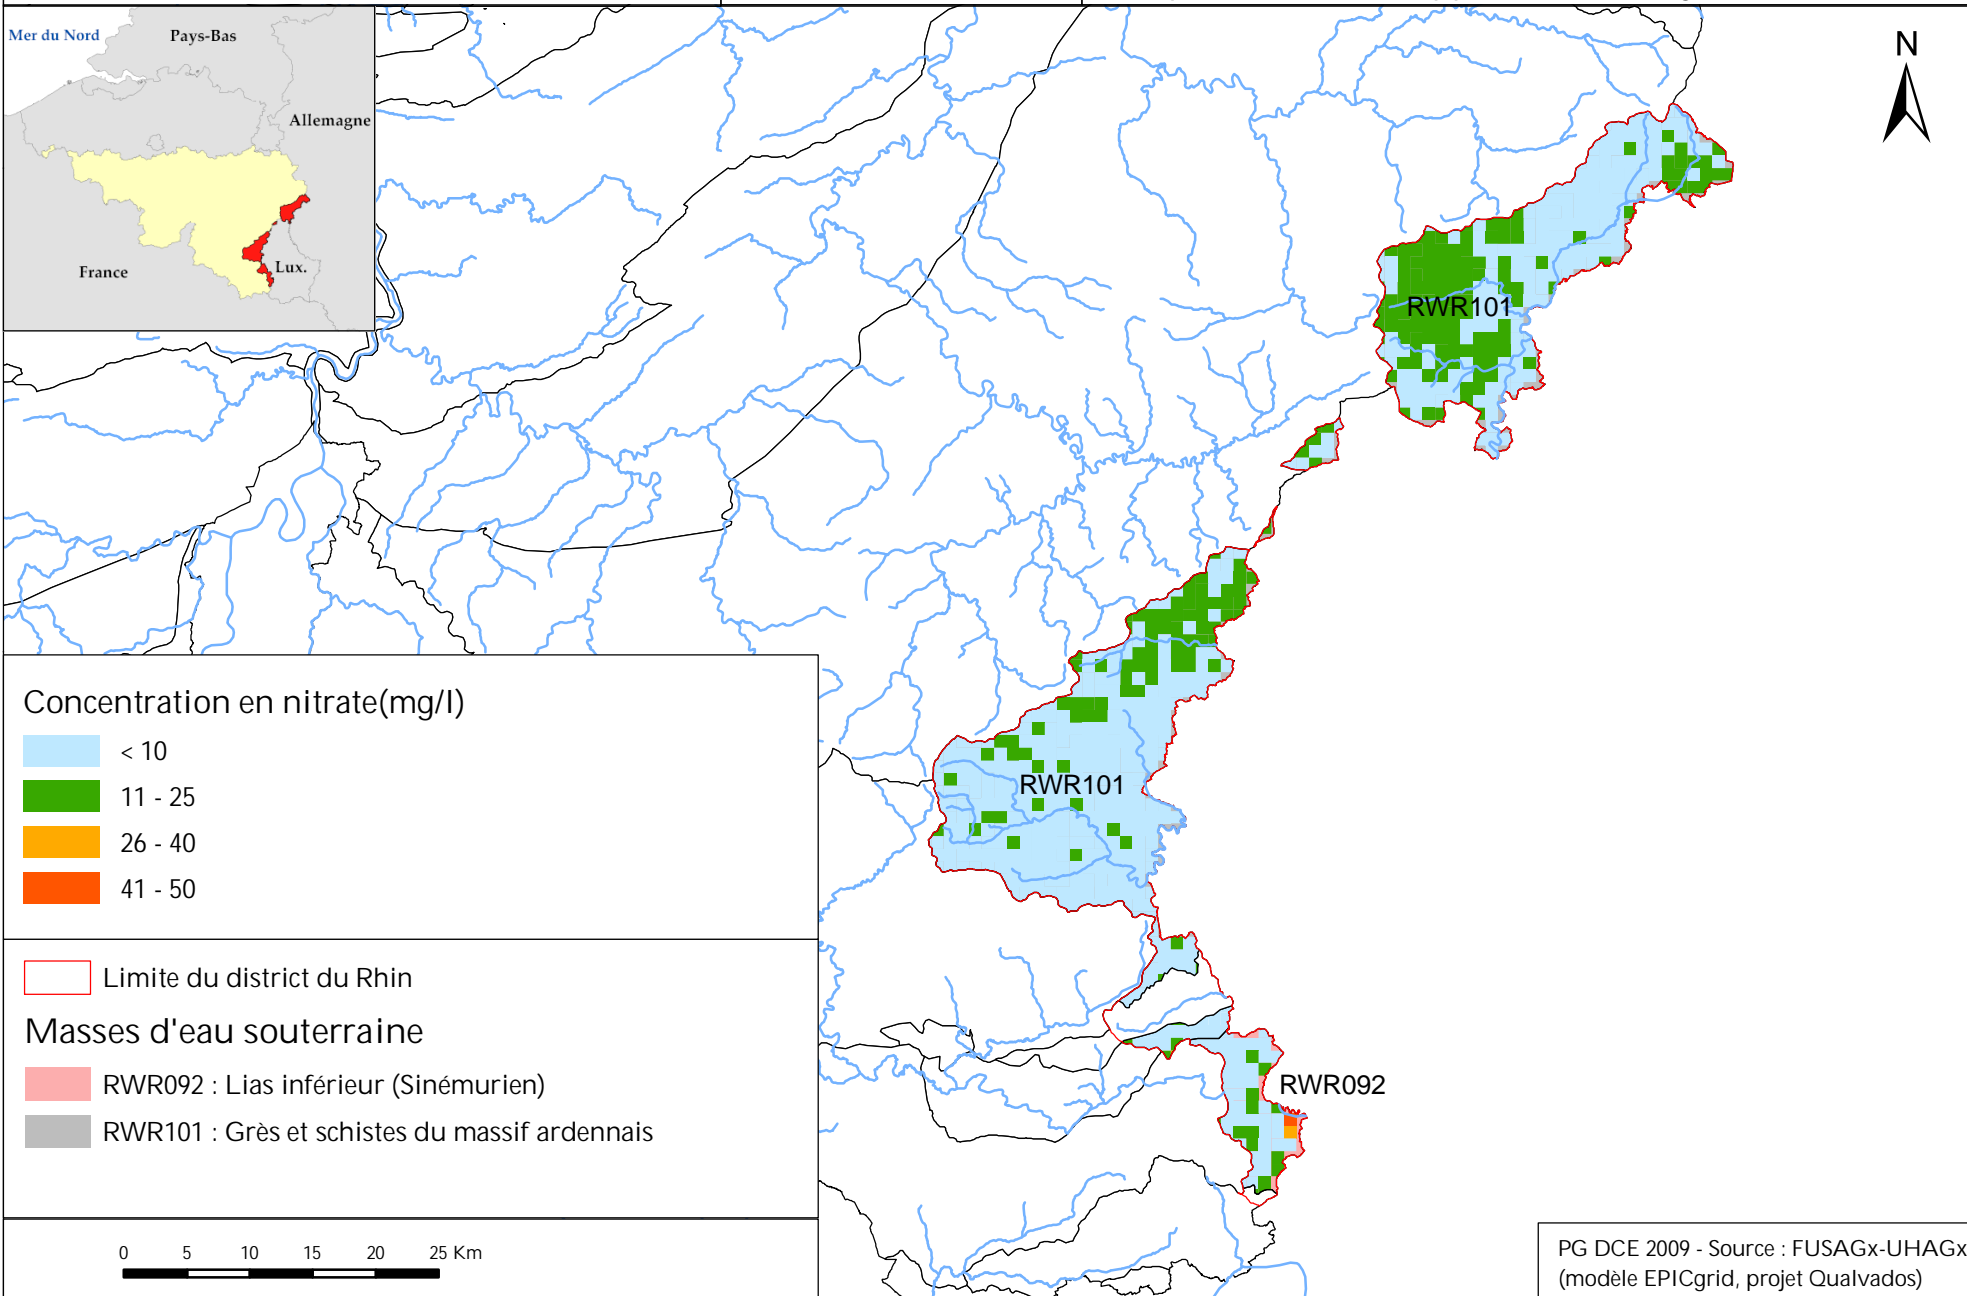 Mer du Nord
Pays-Bas
Allemagne
France
Lux.
N
RWR101
RWR101
RWR092
Concentration en nitrate(mg/l)
< 10
11 - 25
26 - 40
41 - 50
Limite du district du Rhin
Masses d'eau souterraine
RWR092 : Lias inférieur (Sinémurien)
RWR101 : Grès et schistes du massif ardennais
0 5 10 15 20 25 Km
PG DCE 2009 - Source : FUSAGx-UHAGx
(modèle EPICgrid, projet Qualvados)